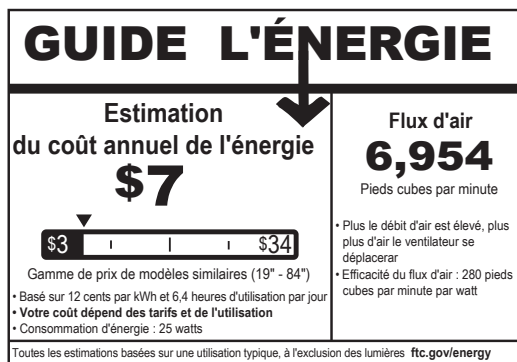 GUIDE L'ÉNERGIE
Estimation
du coût annuel de l'énergie
$7
$3
$34
Gamme de prix de modèles similaires (19" - 84")
• Basé sur 12 cents par kWh et 6,4 heures d'utilisation par jour
• Votre coût dépend des tarifs et de l'utilisation
• Consommation d'énergie : 25 watts
Flux d'air
6,954
Pieds cubes par minute
• Plus le débit d'air est élevé, plus
plus d'air le ventilateur se
déplacerar
• Efficacité du flux d'air : 280 pieds
cubes par minute par watt
Toutes les estimations basées sur une utilisation typique, à l'exclusion des lumières ftc.gov/energy